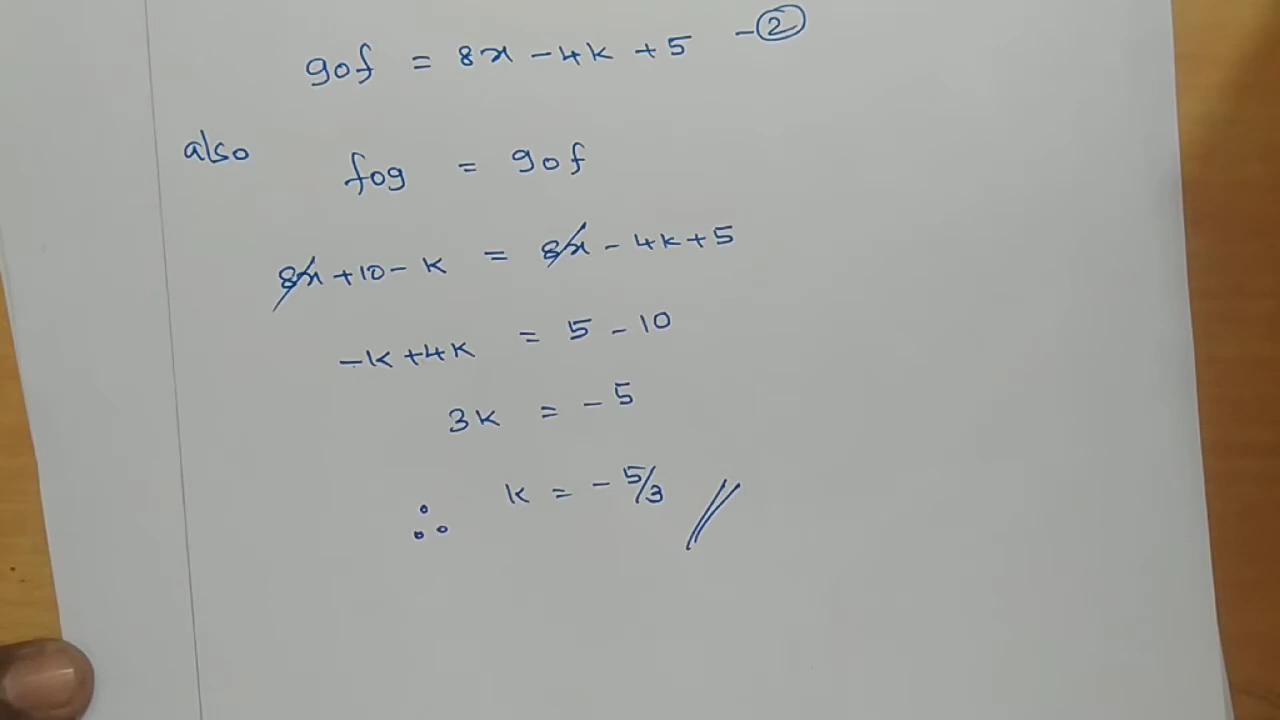 gof = 8x - 4k + 5 - ②
also fog = gof
8x + 10 - k = 8x - 4k + 5
-k + 4k = 5 - 10
3k = -5
∴ k = -5/3 //